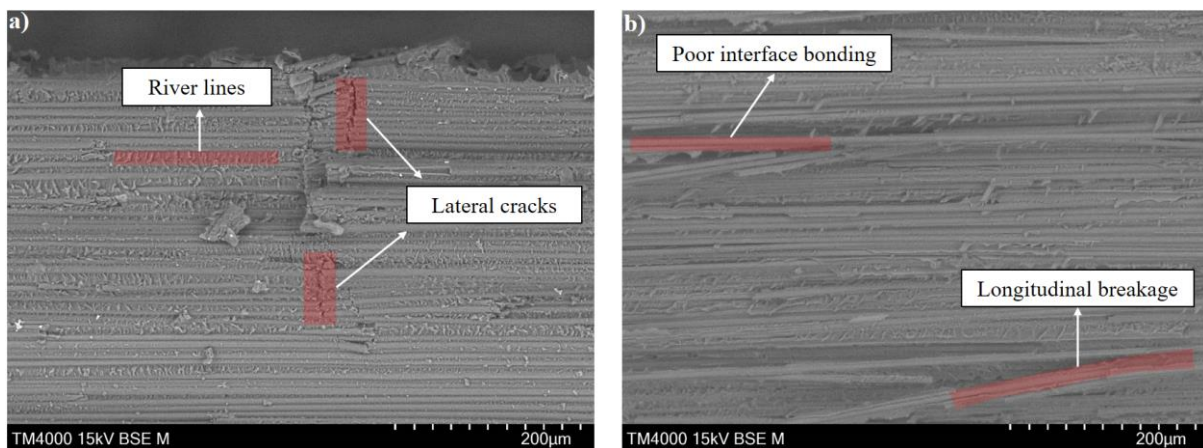 a)
River lines
Lateral cracks
TM4000 15kV BSE M
200μm
b)
Poor interface bonding
Longitudinal breakage
TM4000 15kV BSE M
200μm